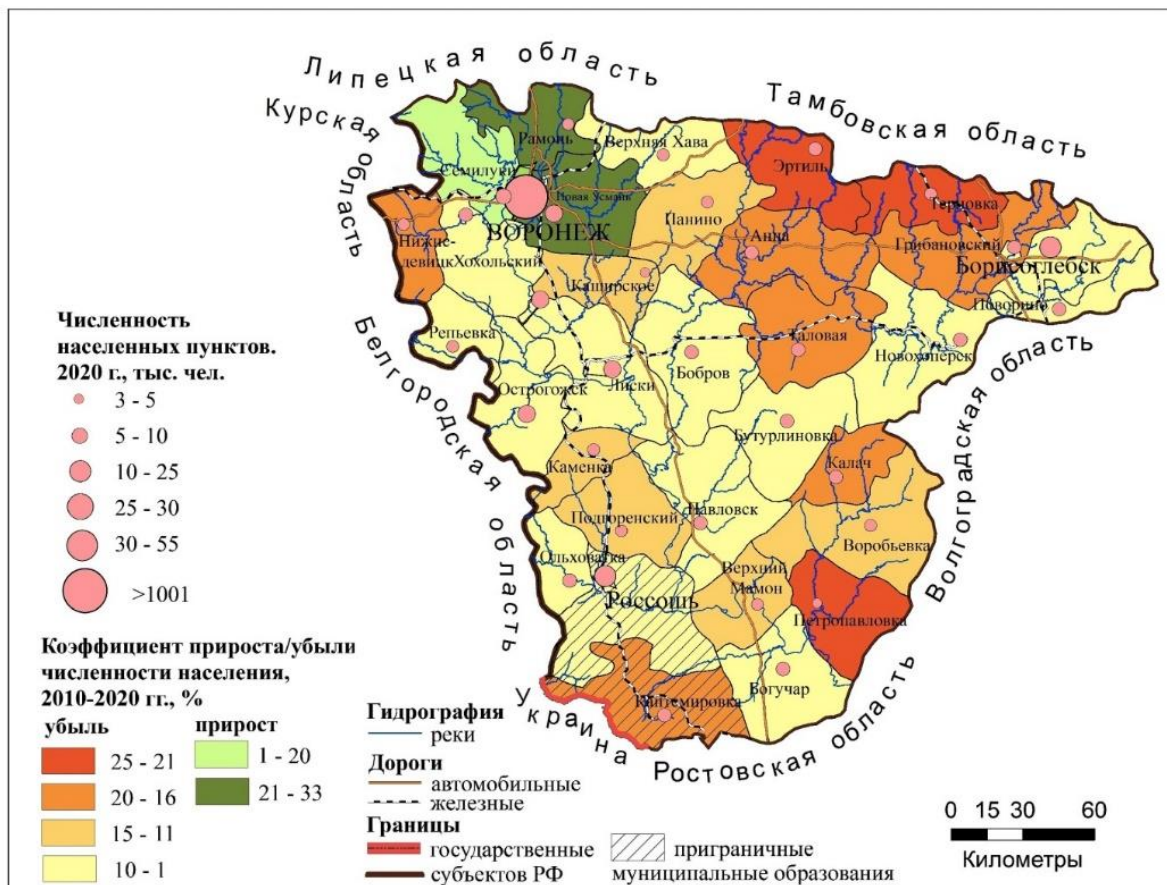 Липецкая область
Курская область
Тамбовская область
Рамонь
Верхняя Хава
Эртиль
Семилуки
Терновка
Новая Усмань
Панино
ВОРОНЕЖ
Нижне-
девицк
Хохольский
Анна
Грибановский
Борисоглебск
Каширское
Поворино
Репьевка
Таловая
Новохоперск
Острогожск
Лиски
Бобров
Белгородская область
Волгоградская область
Бутурлиновка
Каменка
Калач
Подгоренский
Павловск
Воробьевка
Ольховатка
Верхний
Мамон
Россошь
Петропавловка
Богучар
Кантемировка
Украина
Ростовская область
Численность
населенных пунктов.
2020 г., тыс. чел.
3 - 5
5 - 10
10 - 25
25 - 30
30 - 55
>1001
Коэффициент прироста/убыли
численности населения,
2010-2020 гг., %
убыль
прирост
25 - 21
20 - 16
15 - 11
10 - 1
1 - 20
21 - 33
Гидрография
реки
Дороги
автомобильные
железные
Границы
государственные
субъектов РФ
приграничные
муниципальные образования
0 15 30 60
Километры